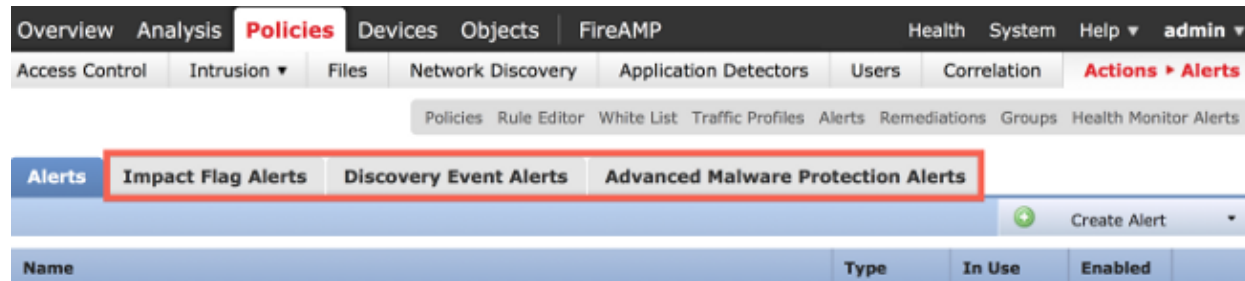 Overview Analysis Policies Devices Objects FireAMP Health System Help ▾ admin ▾
Access Control Intrusion ▾ Files Network Discovery Application Detectors Users Correlation Actions ▸ Alerts
Policies Rule Editor White List Traffic Profiles Alerts Remediations Groups Health Monitor Alerts
Alerts Impact Flag Alerts Discovery Event Alerts Advanced Malware Protection Alerts
Create Alert
Name Type In Use Enabled